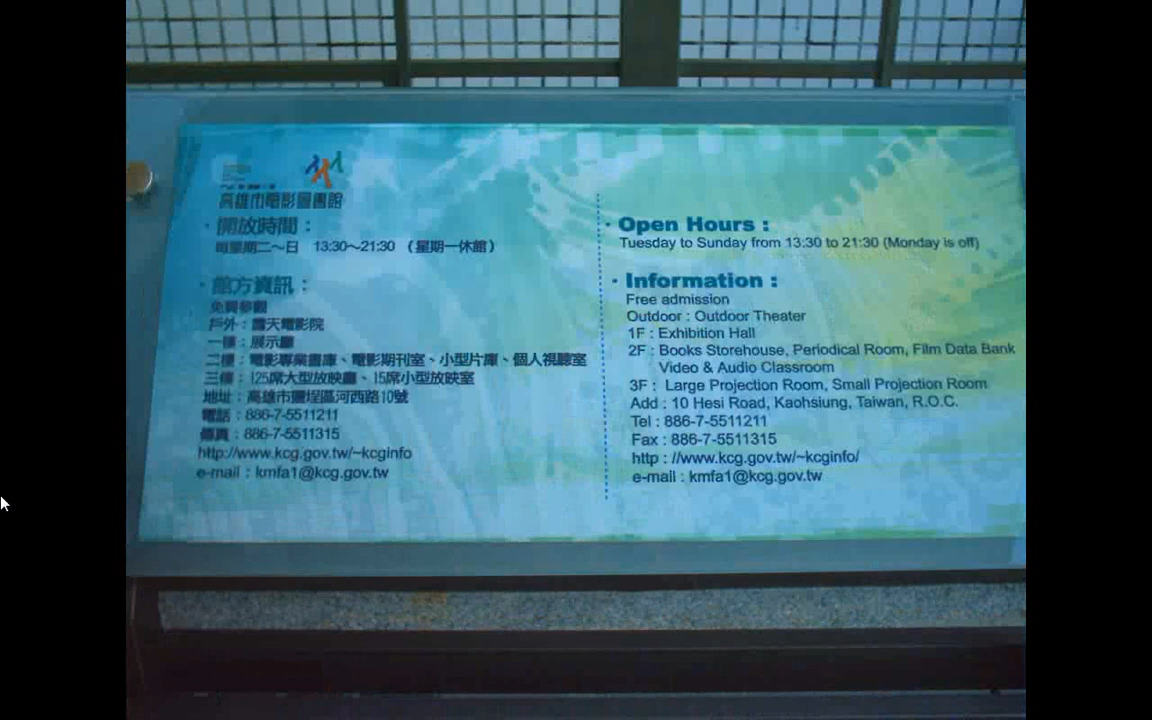 高雄市電影圖書館
· 開放時間：
每星期二～日 13:30～21:30 （星期一休館）
· 館方資訊：
免費參觀
戶外：露天電影院
一樓：展示廳
二樓：電影專業書庫、電影期刊室、小型片庫、個人視聽室
三樓：125席大型放映廳、15席小型放映室
地址：高雄市鹽埕區河西路10號
電話：886-7-5511211
傳真：886-7-5511315
http://www.kcg.gov.tw/~kcginfo
e-mail : kmfa1@kcg.gov.tw
· Open Hours :
Tuesday to Sunday from 13:30 to 21:30 (Monday is off)
· Information :
Free admission
Outdoor : Outdoor Theater
1F : Exhibition Hall
2F : Books Storehouse, Periodical Room, Film Data Bank
Video & Audio Classroom
3F : Large Projection Room, Small Projection Room
Add : 10 Hesi Road, Kaohsiung, Taiwan, R.O.C.
Tel : 886-7-5511211
Fax : 886-7-5511315
http : //www.kcg.gov.tw/~kcginfo/
e-mail : kmfa1@kcg.gov.tw